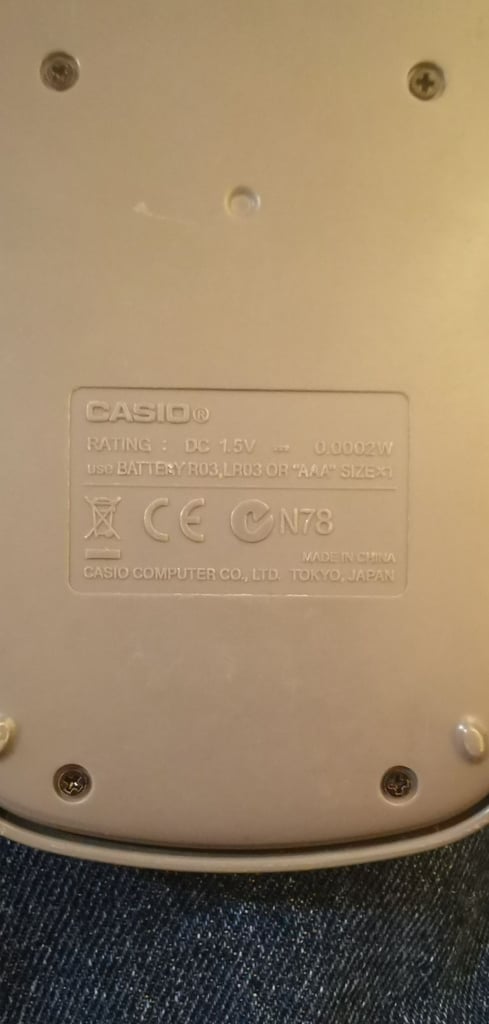 CASIO®
RATING : DC 1.5V ⎓ 0.0002W
use BATTERY R03,LR03 OR "AAA" SIZE×1
CE N78
MADE IN CHINA
CASIO COMPUTER CO., LTD. TOKYO, JAPAN